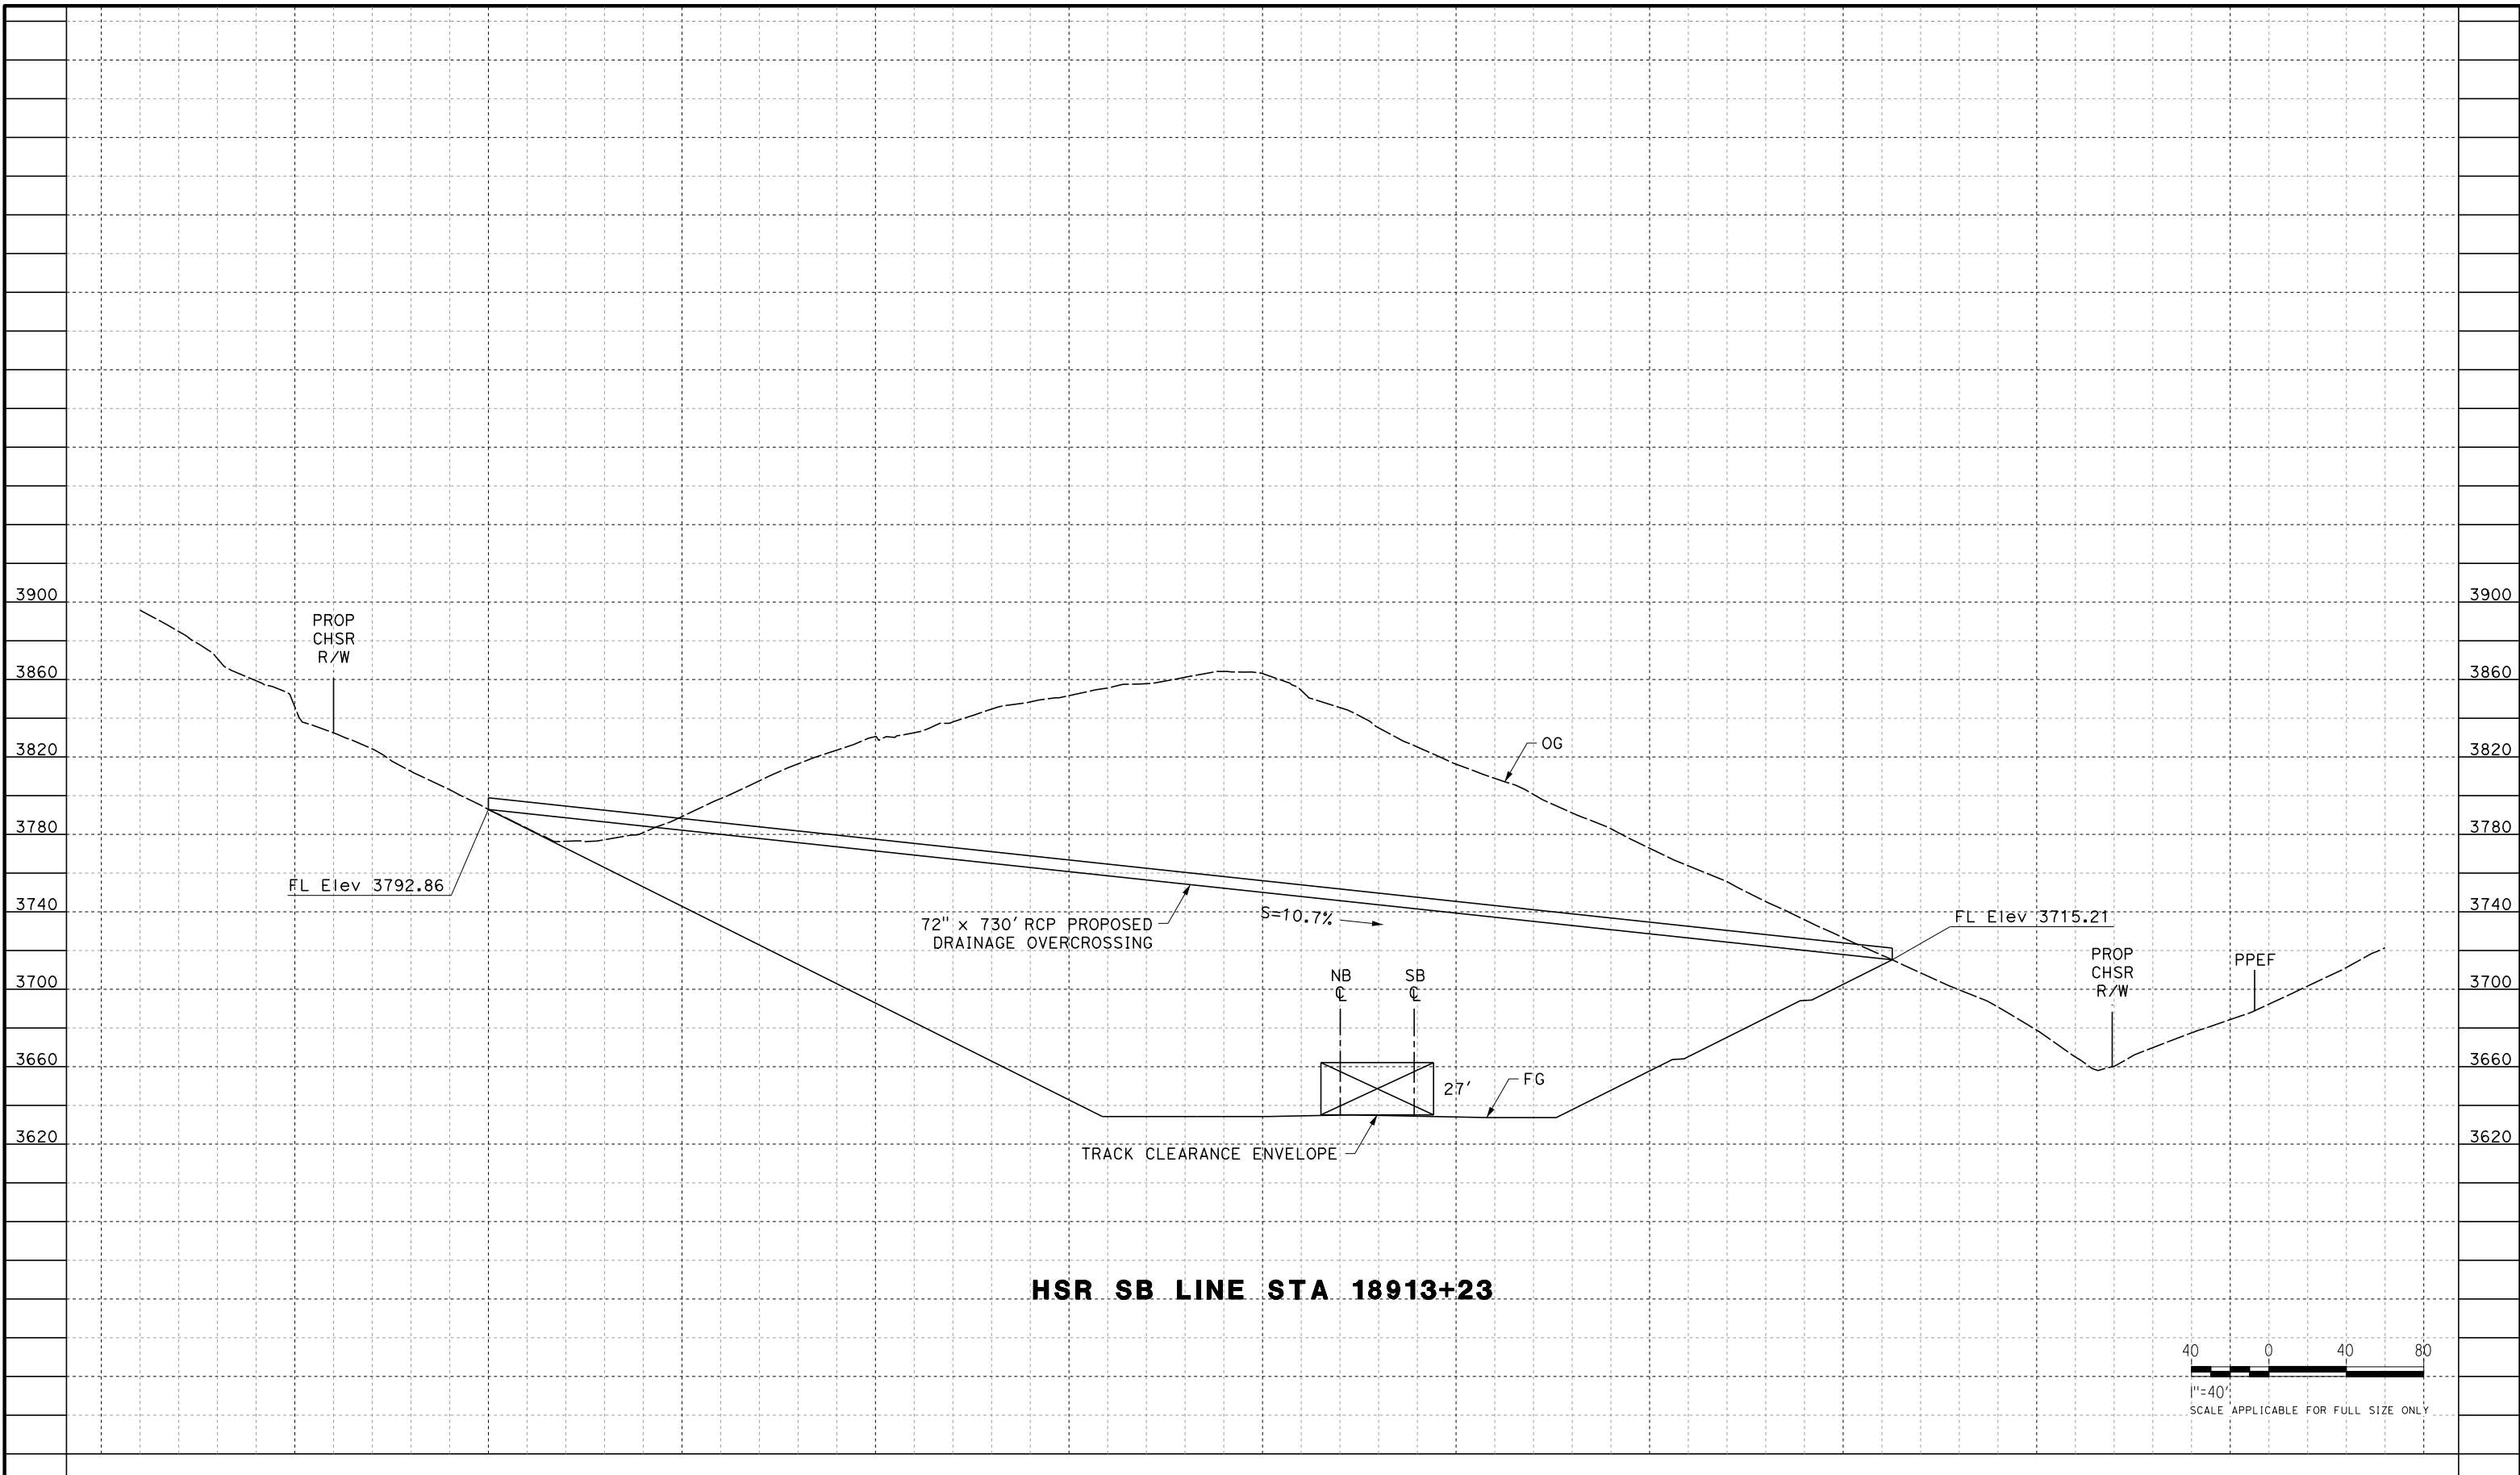 3900
3860
3820
3780
3740
3700
3660
3620
PROP
CHSR
R/W
OG
FL Elev 3792.86
72" x 730' RCP PROPOSED
DRAINAGE OVERCROSSING
S=10.7%
FL Elev 3715.21
NB
℄
SB
℄
27'
FG
TRACK CLEARANCE ENVELOPE
PROP
CHSR
R/W
PPEF
3900
3860
3820
3780
3740
3700
3660
3620
HSR SB LINE STA 18913+23
40 0 40 80
1"=40'
SCALE APPLICABLE FOR FULL SIZE ONLY